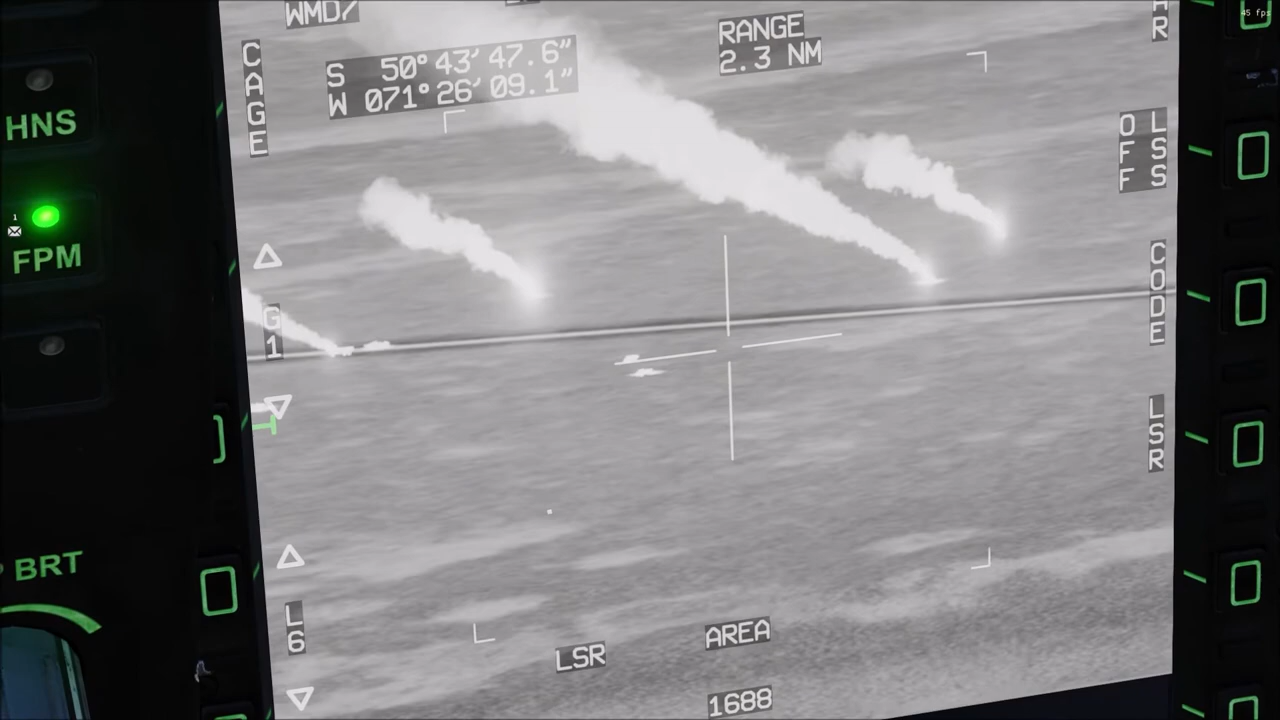 45 fps
WMD7
RANGE
2.3 NM
S 50°43'47.6"
W 071°26'09.1"
CAGE
HNS
LSS
OFF
1
FPM
CODE
G1
LSR
BRT
L6
AREA
LSR
1688